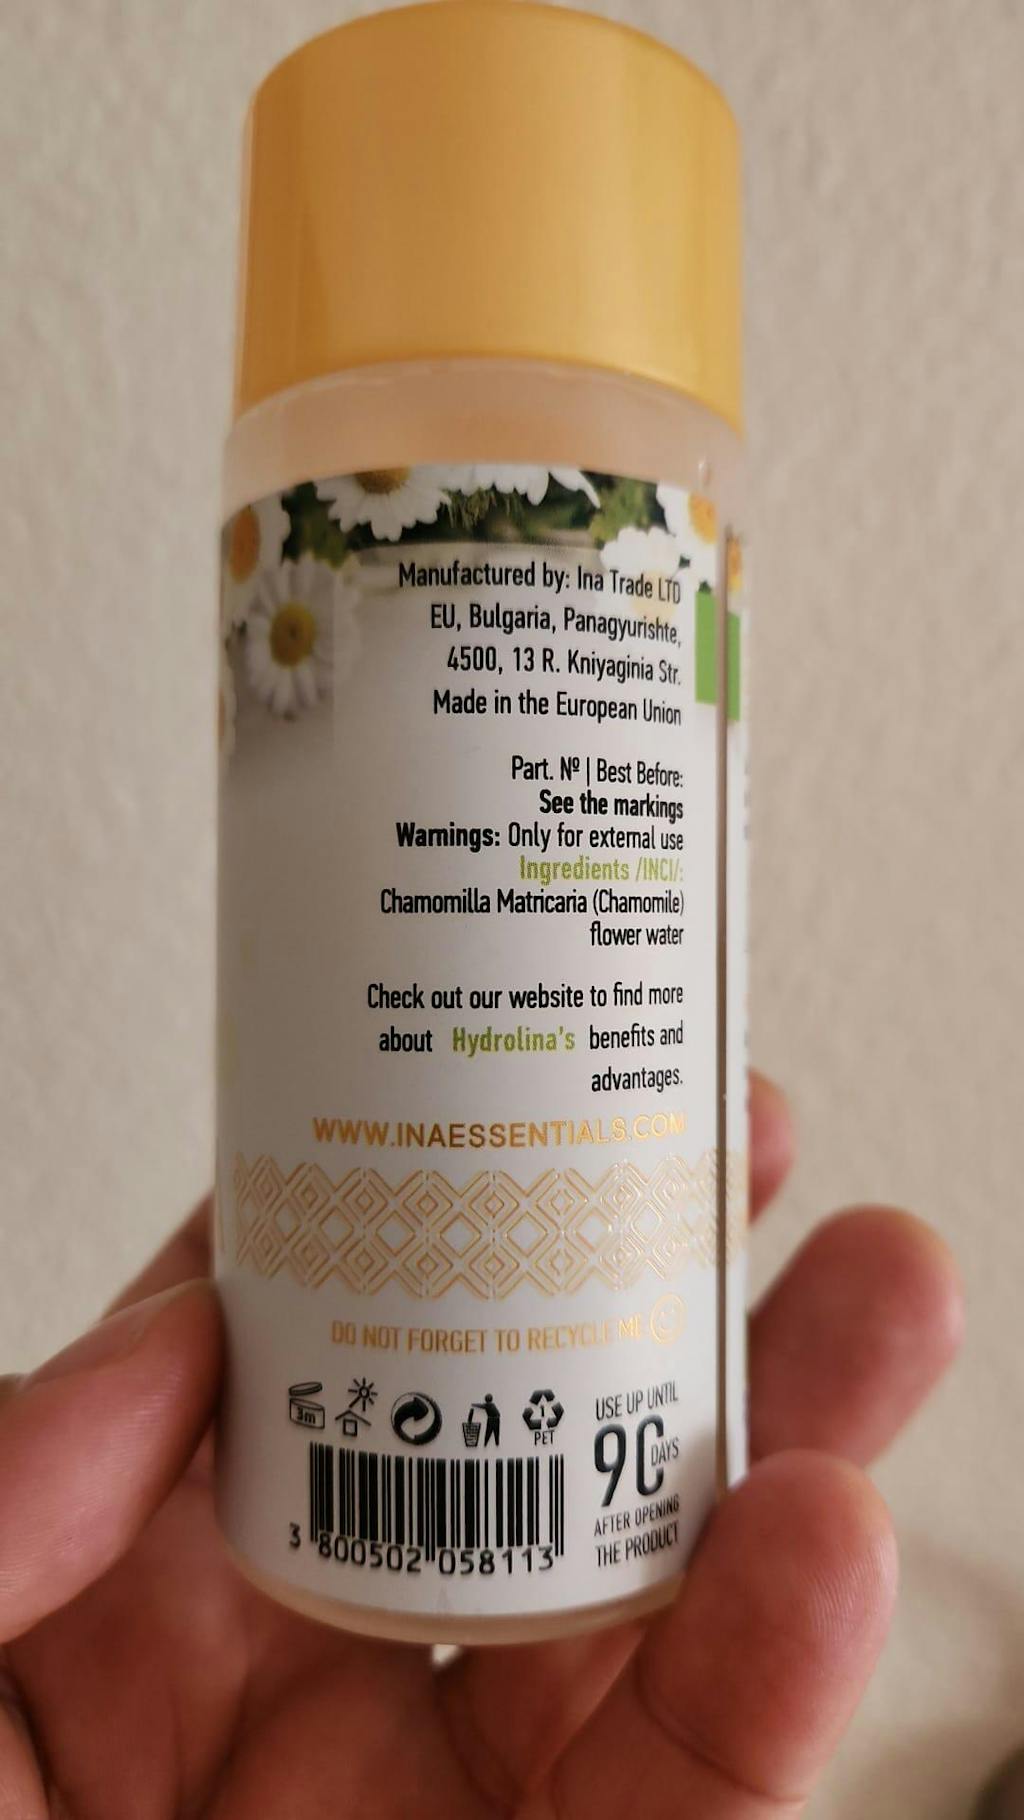 Manufactured by: Ina Trade LTD
EU, Bulgaria, Panagyurishte,
4500, 13 R. Kniyaginia Str.
Made in the European Union
Part. Nº | Best Before:
See the markings
Warnings: Only for external use
Ingredients /INCI/:
Chamomilla Matricaria (Chamomile)
flower water
Check out our website to find more
about Hydrolina's benefits and
advantages.
WWW.INAESSENTIALS.COM
DO NOT FORGET TO RECYCLE ME
3m
1
PET
USE UP UNTIL
90 DAYS
AFTER OPENING
THE PRODUCT
3 800502 058113